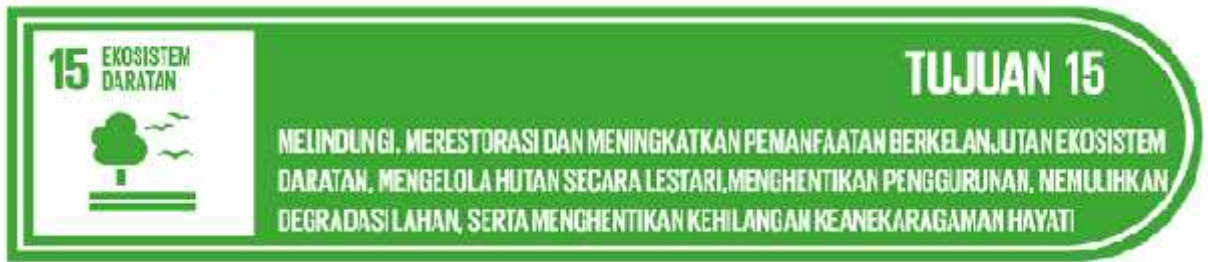 15 EKOSISTEM
DARATAN
TUJUAN 15
MELINDUNGI, MERESTORASI DAN MENINGKATKAN PEMANFAATAN BERKELANJUTAN EKOSISTEM
DARATAN, MENGELOLA HUTAN SECARA LESTARI,MENGHENTIKAN PENGGURUNAN, MEMULIHKAN
DEGRADASI LAHAN, SERTA MENGHENTIKAN KEHILANGAN KEANEKARAGAMAN HAYATI